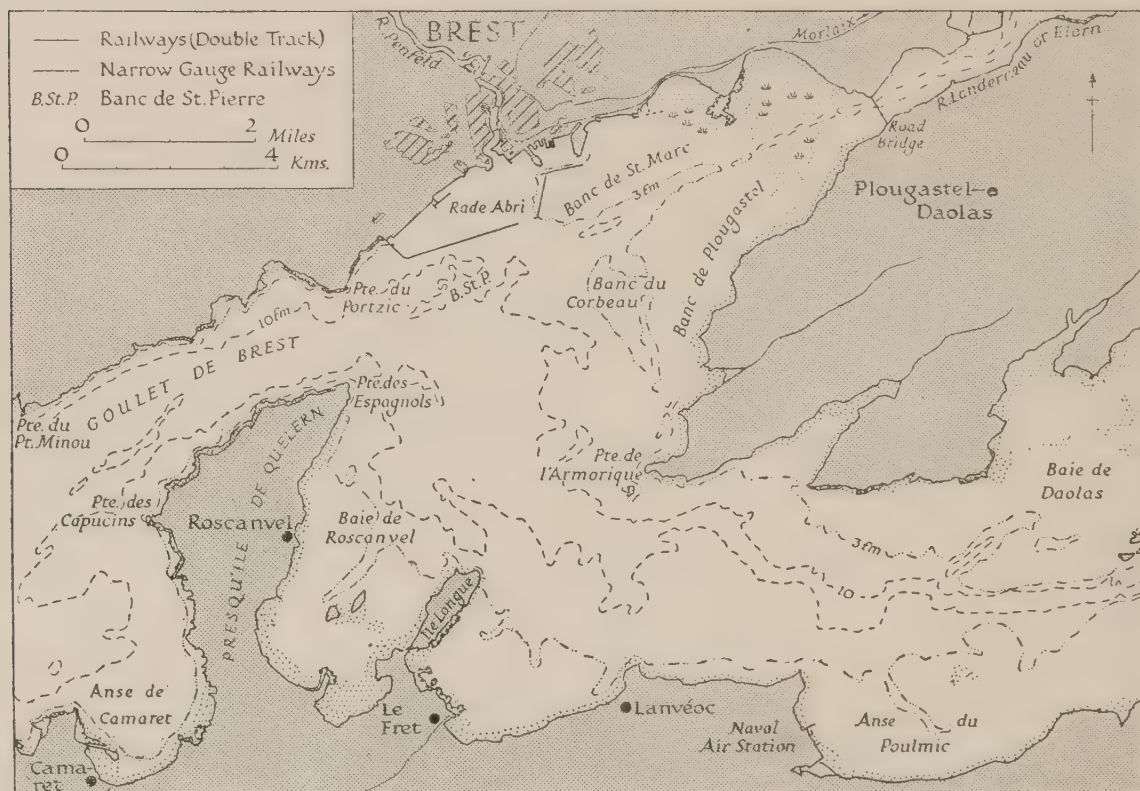 Railways (Double Track)
Narrow Gauge Railways
B.St.P. Banc de St. Pierre
0 2 Miles
0 4 Kms.
BREST
R. Penfeld
Morlaix
R. Landerneau or Elorn
Road
Bridge
Plougastel-
Daolas
Banc de St. Marc
3fm
Rade Abri
Banc de Plougastel
Pte. du
Portzic
B.St.P.
Banc du
Corbeau
10fm
GOULET DE BREST
Pte. du
Pt. Minou
Pte. des
Espagnols
Pte. des
Capucins
PRESQU'ILE DE QUELERN
Roscanvel
Baie de
Roscanvel
Pte. de
l'Armorique
Baie de
Daolas
3fm
10
Ile Longue
Anse de
Camaret
Cama-
ret
Le
Fret
Lanvéoc
Naval
Air Station
Anse du
Poulmic